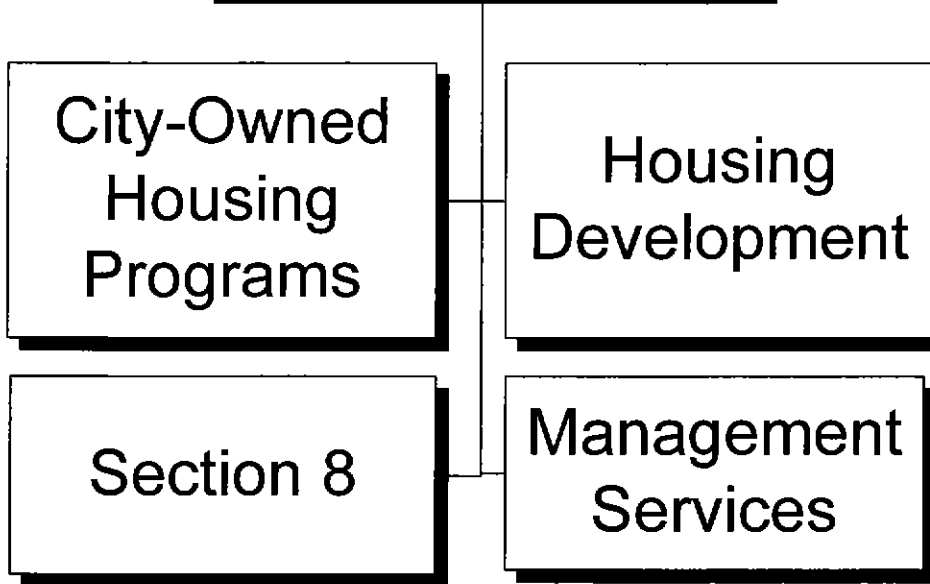 City-Owned
Housing
Programs
Housing
Development
Section 8
Management
Services